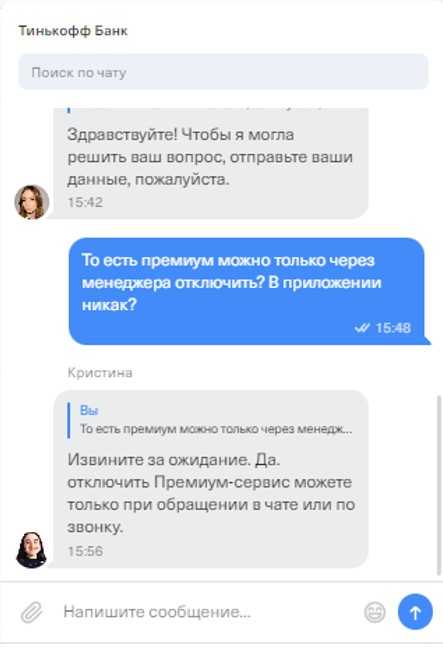 Тинькофф Банк
Поиск по чату
Здравствуйте! Чтобы я могла
решить ваш вопрос, отправьте ваши
данные, пожалуйста.
15:42
То есть премиум можно только через
менеджера отключить? В приложении
никак?
15:48
Кристина
Вы
То есть премиум можно только через менедж...
Извините за ожидание. Да.
отключить Премиум-сервис можете
только при обращении в чате или по
звонку.
15:56
Напишите сообщение...